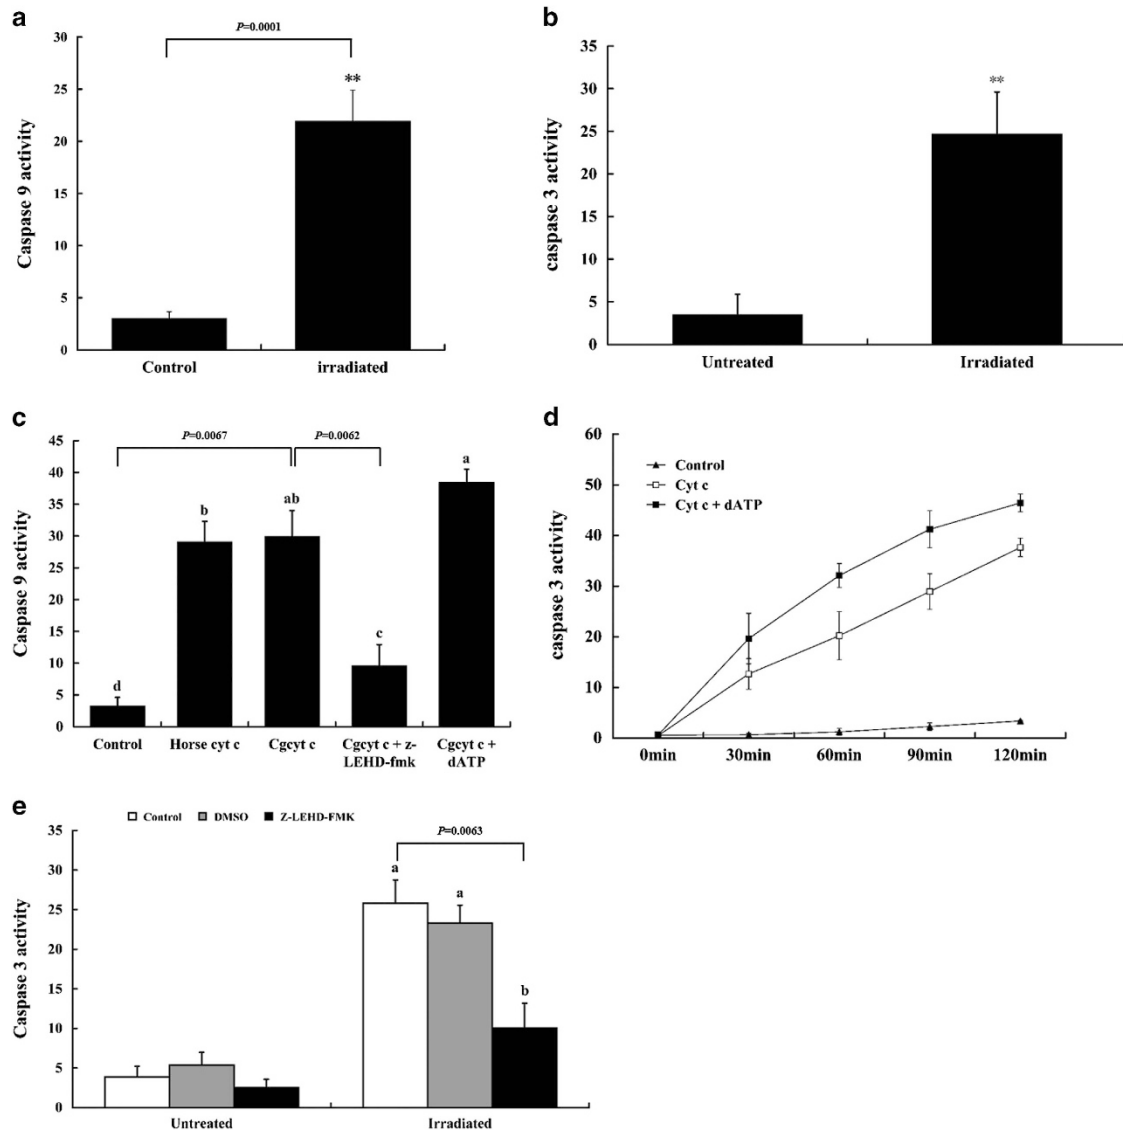 a
P=0.0001
30
25
20
15
10
5
0
Caspase 9 activity
**
Control
irradiated
b
35
30
25
20
15
10
5
0
caspase 3 activity
**
Untreated
Irradiated
c
P=0.0067
P=0.0062
45
40
35
30
25
20
15
10
5
0
Caspase 9 activity
d
b
ab
c
a
Control
Horse cyt c
Cgcyt c
Cgcyt c + z-
LEHD-fmk
Cgcyt c +
dATP
d
60
50
40
30
20
10
0
caspase 3 activity
Control
Cyt c
Cyt c + dATP
0min
30min
60min
90min
120min
e
Control
DMSO
Z-LEHD-FMK
P=0.0063
35
30
25
20
15
10
5
0
Caspase 3 activity
a
a
b
Untreated
Irradiated